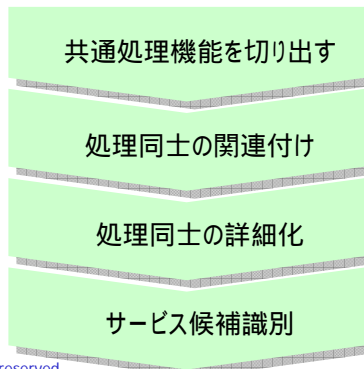 共通処理機能を切り出す
処理同士の関連付け
処理同士の詳細化
サービス候補識別
reserved